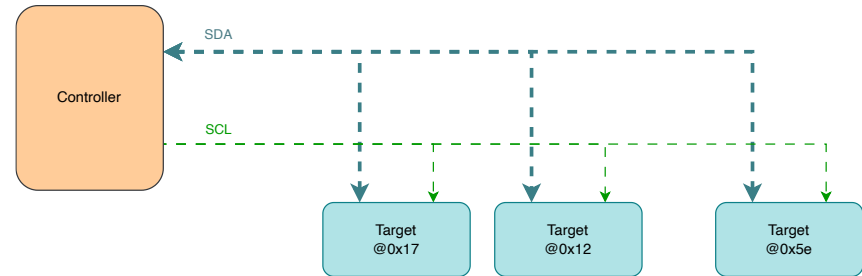 SDA
Controller
SCL
Target
@0x17
Target
@0x12
Target
@0x5e